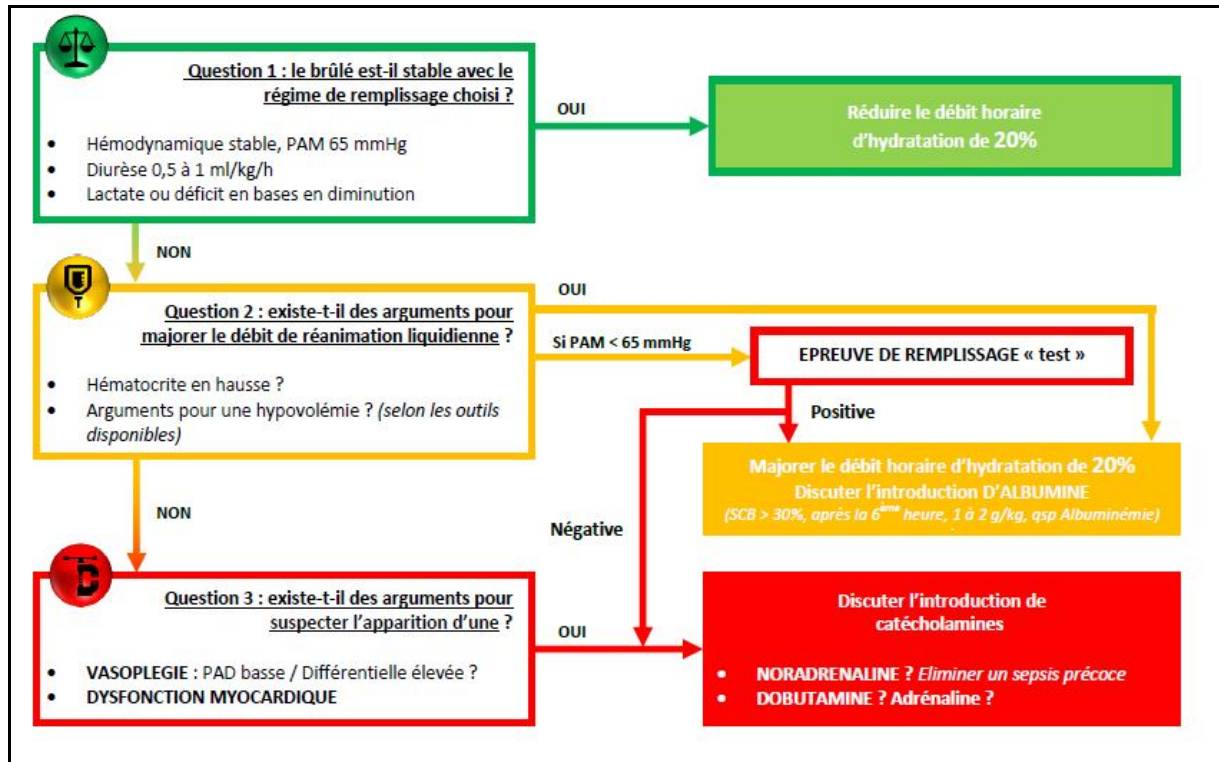 Question 1 : le brûlé est-il stable avec le
régime de remplissage choisi ?
• Hémodynamique stable, PAM 65 mmHg
• Diurèse 0,5 à 1 ml/kg/h
• Lactate ou déficit en bases en diminution
OUI
Réduire le débit horaire
d'hydratation de 20%
NON
Question 2 : existe-t-il des arguments pour
majorer le débit de réanimation liquidienne ?
• Hématocrite en hausse ?
• Arguments pour une hypovolémie ? (selon les outils
disponibles)
OUI
Si PAM < 65 mmHg
EPREUVE DE REMPLISSAGE « test »
Positive
Majorer le débit horaire d'hydratation de 20%
Discuter l'introduction D'ALBUMINE
(SCB > 30%, après la 6ème heure, 1 à 2 g/kg, qsp Albuminémie)
NON
Négative
Question 3 : existe-t-il des arguments pour
suspecter l'apparition d'une ?
• VASOPLEGIE : PAD basse / Différentielle élevée ?
• DYSFONCTION MYOCARDIQUE
OUI
Discuter l'introduction de
catécholamines
• NORADRENALINE ? Eliminer un sepsis précoce
• DOBUTAMINE ? Adrénaline ?